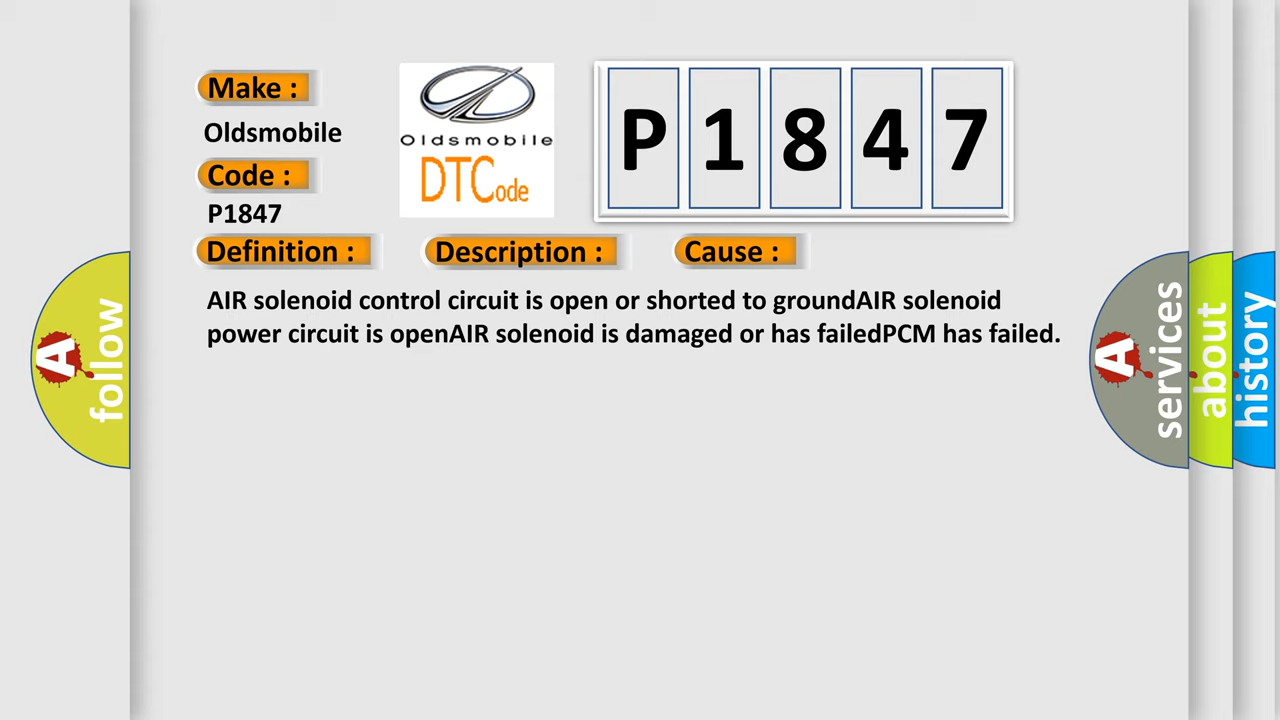 Make :
Oldsmobile
Code :
P1847
Oldsmobile
DTCode
P 1 8 4 7
Definition :
Description :
Cause :
AIR solenoid control circuit is open or shorted to groundAIR solenoid
power circuit is openAIR solenoid is damaged or has failedPCM has failed.
A follow
A services
about
history